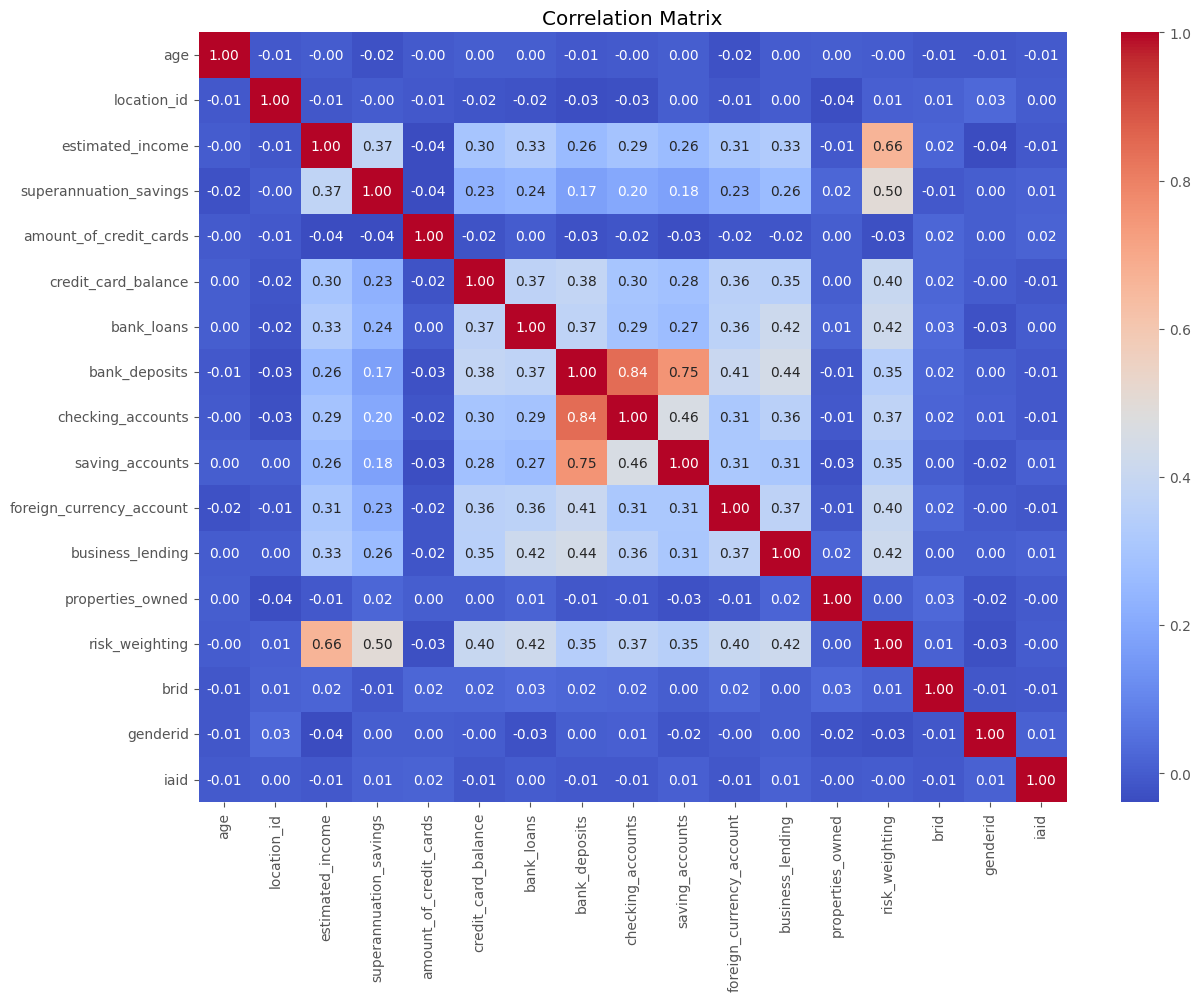 Correlation Matrix
age 1.00 -0.01 -0.00 -0.02 -0.00 0.00 0.00 -0.01 -0.00 0.00 -0.02 0.00 0.00 -0.00 -0.01 -0.01 -0.01
location_id -0.01 1.00 -0.01 -0.00 -0.01 -0.02 -0.02 -0.03 -0.03 0.00 -0.01 0.00 -0.04 0.01 0.01 0.03 0.00
estimated_income -0.00 -0.01 1.00 0.37 -0.04 0.30 0.33 0.26 0.29 0.26 0.31 0.33 -0.01 0.66 0.02 -0.04 -0.01
superannuation_savings -0.02 -0.00 0.37 1.00 -0.04 0.23 0.24 0.17 0.20 0.18 0.23 0.26 0.02 0.50 -0.01 0.00 0.01
amount_of_credit_cards -0.00 -0.01 -0.04 -0.04 1.00 -0.02 0.00 -0.03 -0.02 -0.03 -0.02 -0.02 0.00 -0.03 0.02 0.00 0.02
credit_card_balance 0.00 -0.02 0.30 0.23 -0.02 1.00 0.37 0.38 0.30 0.28 0.36 0.35 0.00 0.40 0.02 -0.00 -0.01
bank_loans 0.00 -0.02 0.33 0.24 0.00 0.37 1.00 0.37 0.29 0.27 0.36 0.42 0.01 0.42 0.03 -0.03 0.00
bank_deposits -0.01 -0.03 0.26 0.17 -0.03 0.38 0.37 1.00 0.84 0.75 0.41 0.44 -0.01 0.35 0.02 0.00 -0.01
checking_accounts -0.00 -0.03 0.29 0.20 -0.02 0.30 0.29 0.84 1.00 0.46 0.31 0.36 -0.01 0.37 0.02 0.01 -0.01
saving_accounts 0.00 0.00 0.26 0.18 -0.03 0.28 0.27 0.75 0.46 1.00 0.31 0.31 -0.03 0.35 0.00 -0.02 0.01
foreign_currency_account -0.02 -0.01 0.31 0.23 -0.02 0.36 0.36 0.41 0.31 0.31 1.00 0.37 -0.01 0.40 0.02 -0.00 -0.01
business_lending 0.00 0.00 0.33 0.26 -0.02 0.35 0.42 0.44 0.36 0.31 0.37 1.00 0.02 0.42 0.00 0.00 0.01
properties_owned 0.00 -0.04 -0.01 0.02 0.00 0.00 0.01 -0.01 -0.01 -0.03 -0.01 0.02 1.00 0.00 0.03 -0.02 -0.00
risk_weighting -0.00 0.01 0.66 0.50 -0.03 0.40 0.42 0.35 0.37 0.35 0.40 0.42 0.00 1.00 0.01 -0.03 -0.00
brid -0.01 0.01 0.02 -0.01 0.02 0.02 0.03 0.02 0.02 0.00 0.02 0.00 0.03 0.01 1.00 -0.01 -0.01
genderid -0.01 0.03 -0.04 0.00 0.00 -0.00 -0.03 0.00 0.01 -0.02 -0.00 0.00 -0.02 -0.03 -0.01 1.00 0.01
iaid -0.01 0.00 -0.01 0.01 0.02 -0.01 0.00 -0.01 -0.01 0.01 -0.01 0.01 -0.00 -0.00 -0.01 0.01 1.00
age
location_id
estimated_income
superannuation_savings
amount_of_credit_cards
credit_card_balance
bank_loans
bank_deposits
checking_accounts
saving_accounts
foreign_currency_account
business_lending
properties_owned
risk_weighting
brid
genderid
iaid
1.0
0.8
0.6
0.4
0.2
0.0